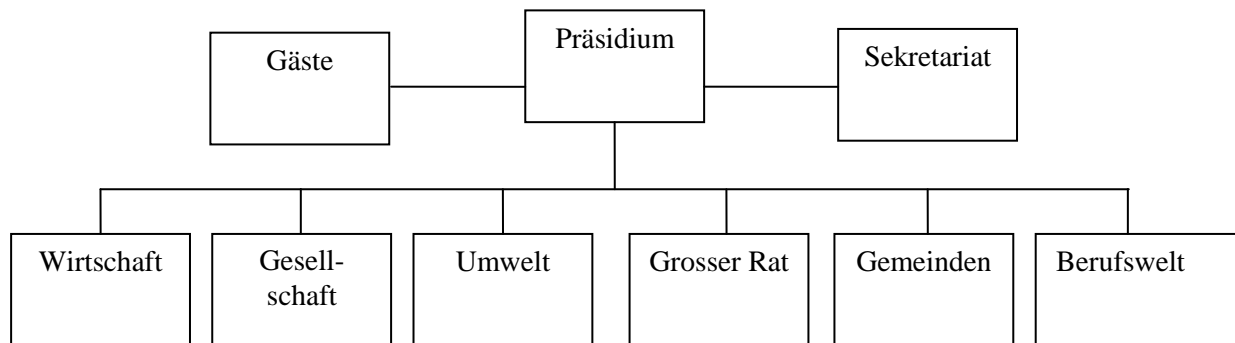 Gäste
Präsidium
Sekretariat
Wirtschaft
Gesell-
schaft
Umwelt
Grosser Rat
Gemeinden
Berufswelt